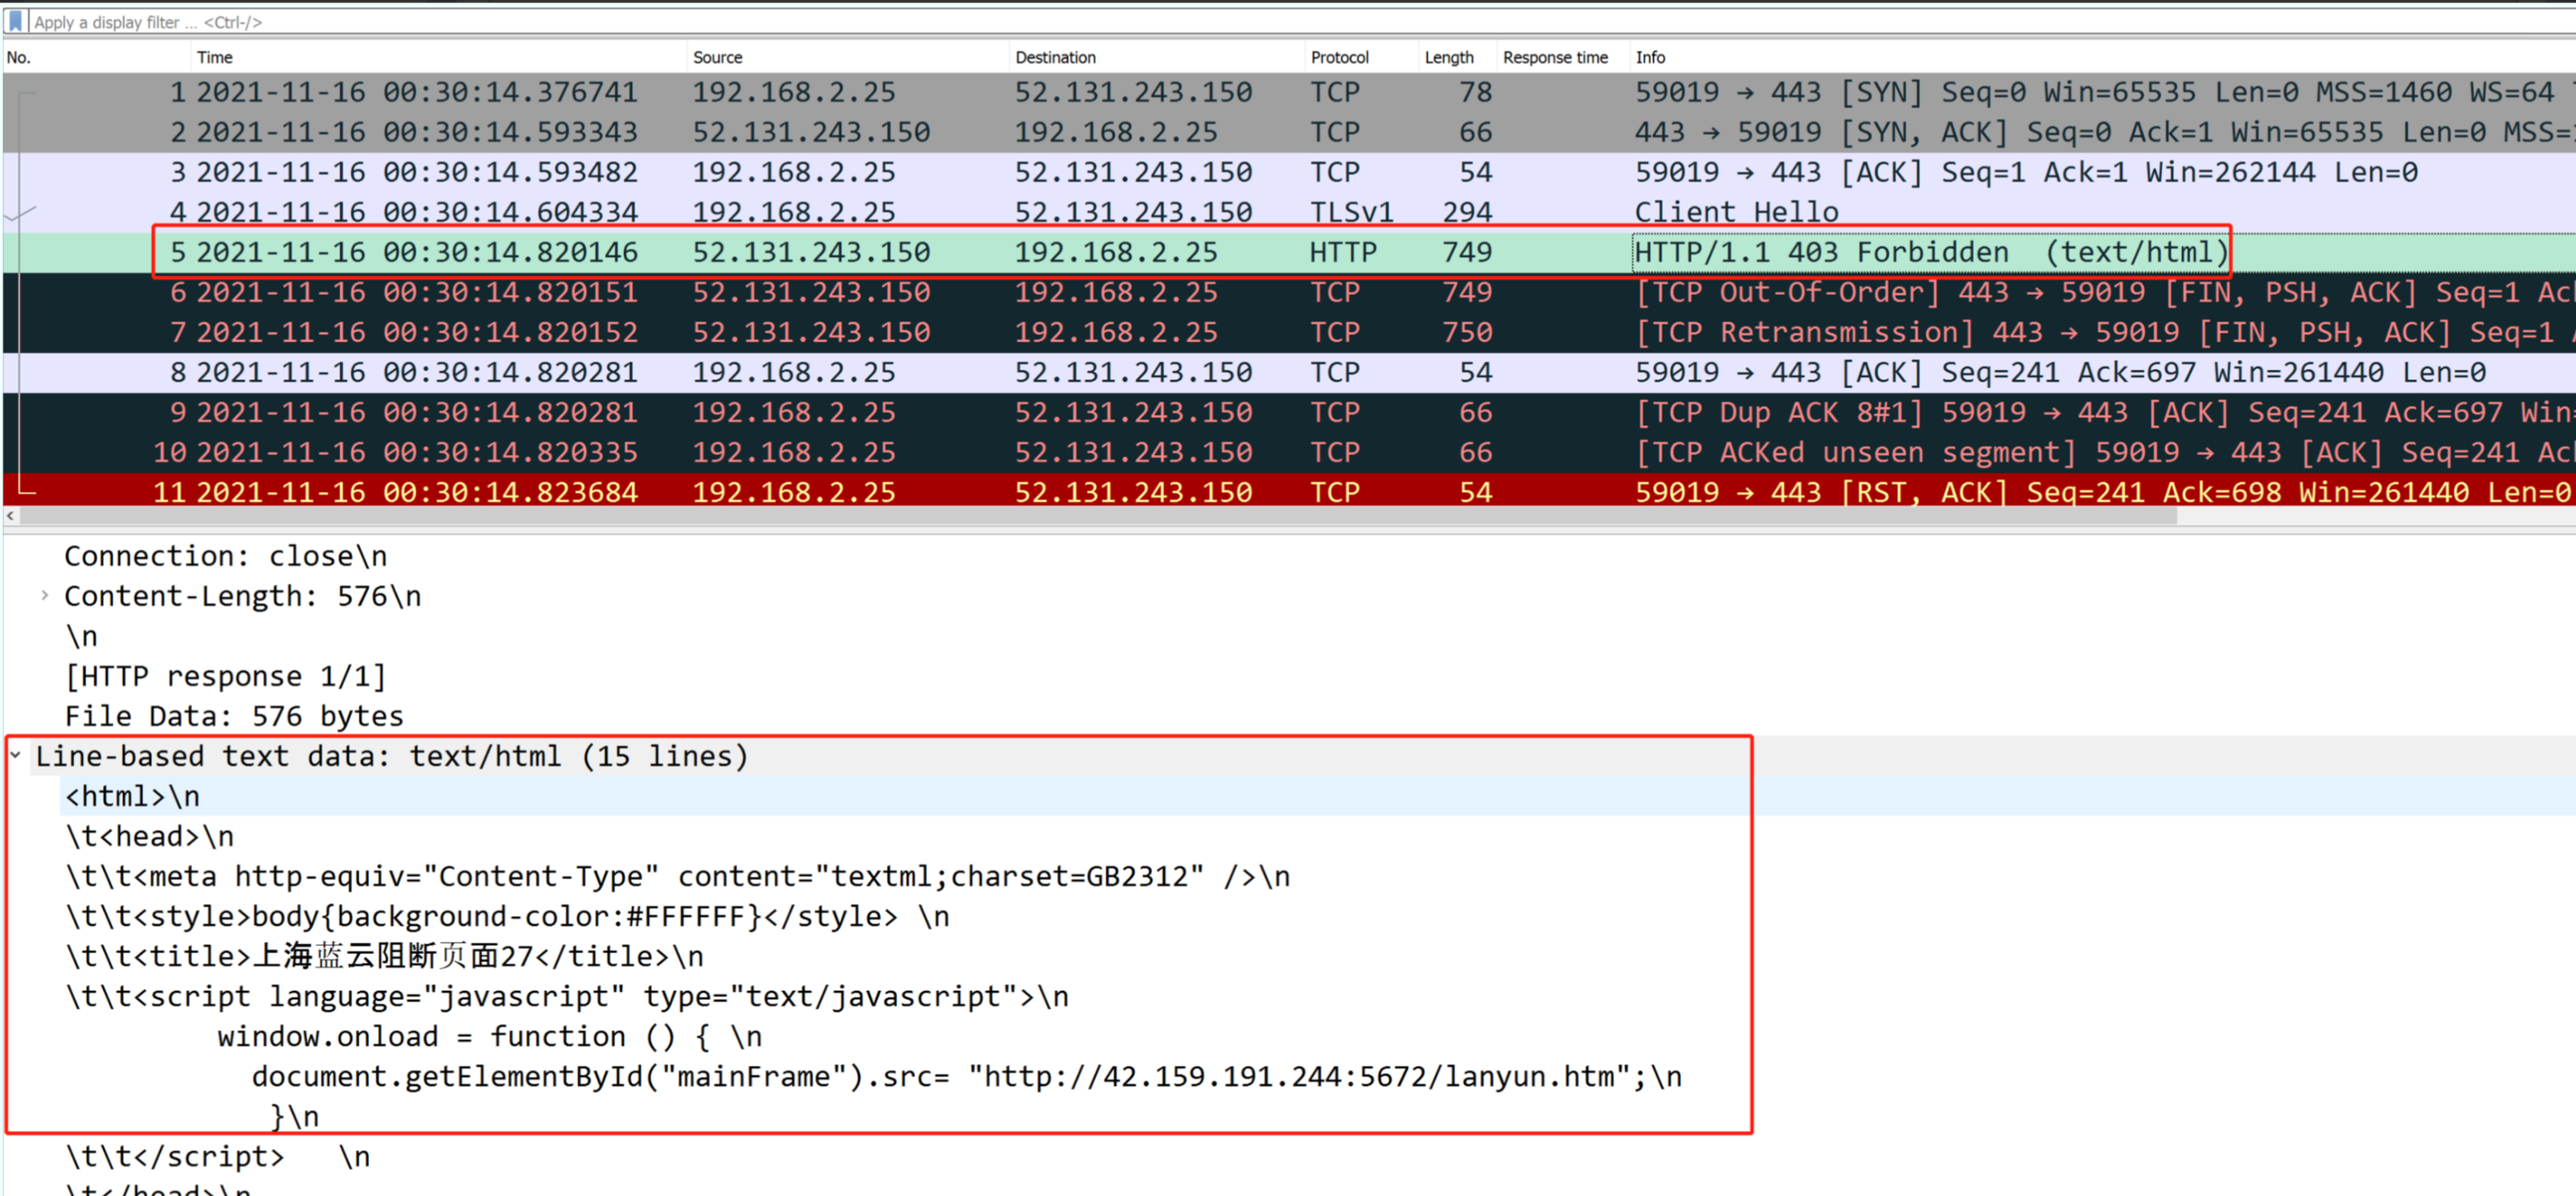 Apply a display filter ... <Ctrl-/>
No. Time Source Destination Protocol Length Response time Info
1 2021-11-16 00:30:14.376741 192.168.2.25 52.131.243.150 TCP 78 59019 → 443 [SYN] Seq=0 Win=65535 Len=0 MSS=1460 WS=64
2 2021-11-16 00:30:14.593343 52.131.243.150 192.168.2.25 TCP 66 443 → 59019 [SYN, ACK] Seq=0 Ack=1 Win=65535 Len=0 MSS=
3 2021-11-16 00:30:14.593482 192.168.2.25 52.131.243.150 TCP 54 59019 → 443 [ACK] Seq=1 Ack=1 Win=262144 Len=0
4 2021-11-16 00:30:14.604334 192.168.2.25 52.131.243.150 TLSv1 294 Client Hello
5 2021-11-16 00:30:14.820146 52.131.243.150 192.168.2.25 HTTP 749 HTTP/1.1 403 Forbidden (text/html)
6 2021-11-16 00:30:14.820151 52.131.243.150 192.168.2.25 TCP 749 [TCP Out-Of-Order] 443 → 59019 [FIN, PSH, ACK] Seq=1 Ac
7 2021-11-16 00:30:14.820152 52.131.243.150 192.168.2.25 TCP 750 [TCP Retransmission] 443 → 59019 [FIN, PSH, ACK] Seq=1
8 2021-11-16 00:30:14.820281 192.168.2.25 52.131.243.150 TCP 54 59019 → 443 [ACK] Seq=241 Ack=697 Win=261440 Len=0
9 2021-11-16 00:30:14.820281 192.168.2.25 52.131.243.150 TCP 66 [TCP Dup ACK 8#1] 59019 → 443 [ACK] Seq=241 Ack=697 Win=
10 2021-11-16 00:30:14.820335 192.168.2.25 52.131.243.150 TCP 66 [TCP ACKed unseen segment] 59019 → 443 [ACK] Seq=241 Ac
11 2021-11-16 00:30:14.823684 192.168.2.25 52.131.243.150 TCP 54 59019 → 443 [RST, ACK] Seq=241 Ack=698 Win=261440 Len=0
Connection: close\n
Content-Length: 576\n
\n
[HTTP response 1/1]
File Data: 576 bytes
Line-based text data: text/html (15 lines)
<html>\n
\t<head>\n
\t\t<meta http-equiv="Content-Type" content="textml;charset=GB2312" />\n
\t\t<style>body{background-color:#FFFFFF}</style> \n
\t\t<title>上海蓝云阻断页面27</title>\n
\t\t<script language="javascript" type="text/javascript">\n
window.onload = function () { \n
document.getElementById("mainFrame").src= "http://42.159.191.244:5672/lanyun.htm";\n
}\n
\t\t</script> \n
\t</head>\n